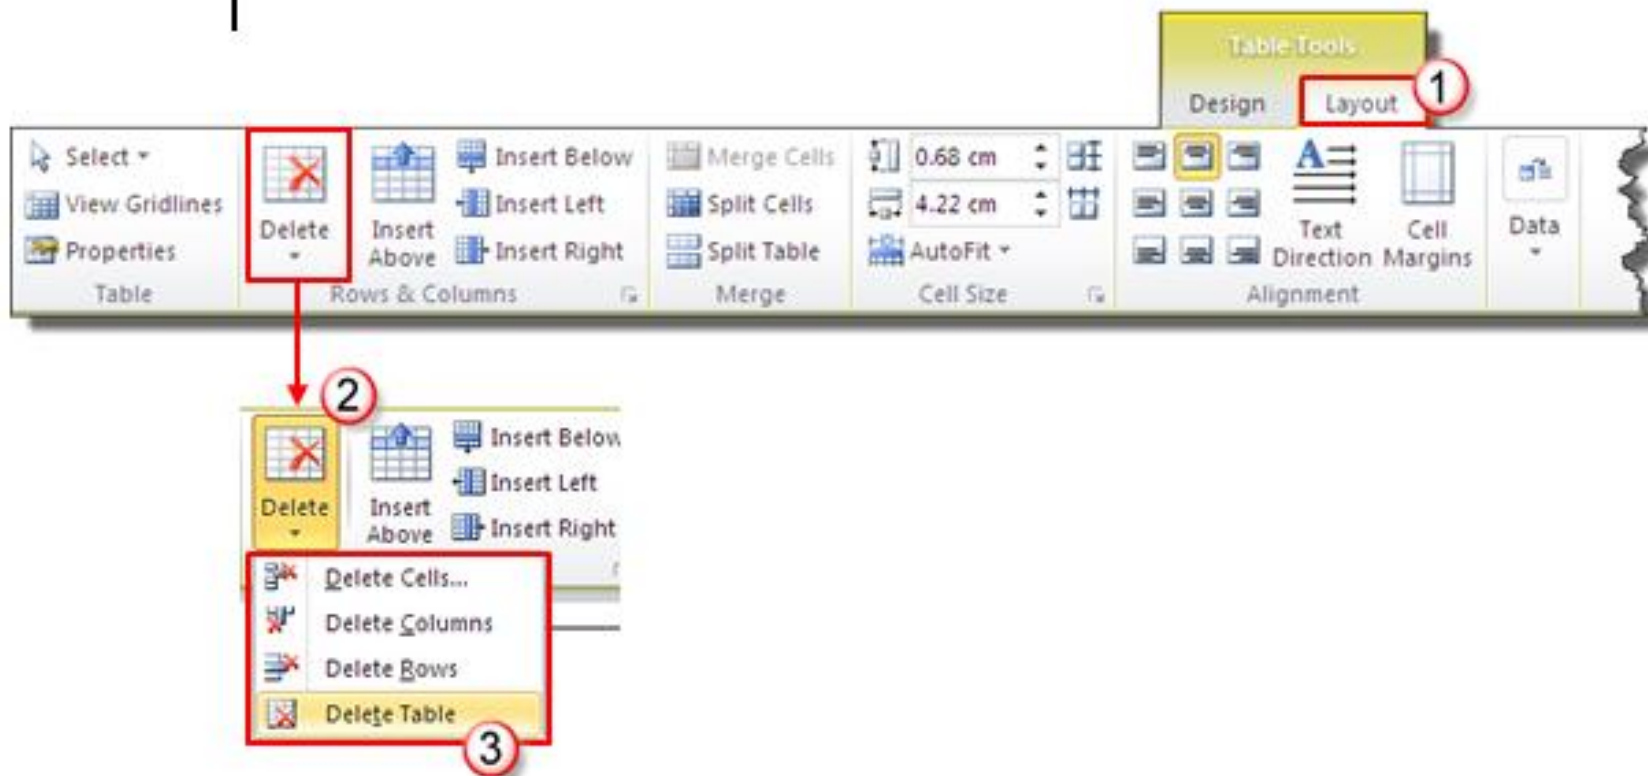 Table Tools
Design Layout 1
Select Delete Insert Above Insert Below Merge Cells 0.68 cm Text Direction Cell Margins Data
View Gridlines Insert Left Split Cells 4.22 cm
Properties Insert Right Split Table AutoFit
Table Rows & Columns Merge Cell Size Alignment
2
Delete Insert Above Insert Below
Insert Left
Insert Right
Delete Cells...
Delete Columns
Delete Rows
Delete Table
3